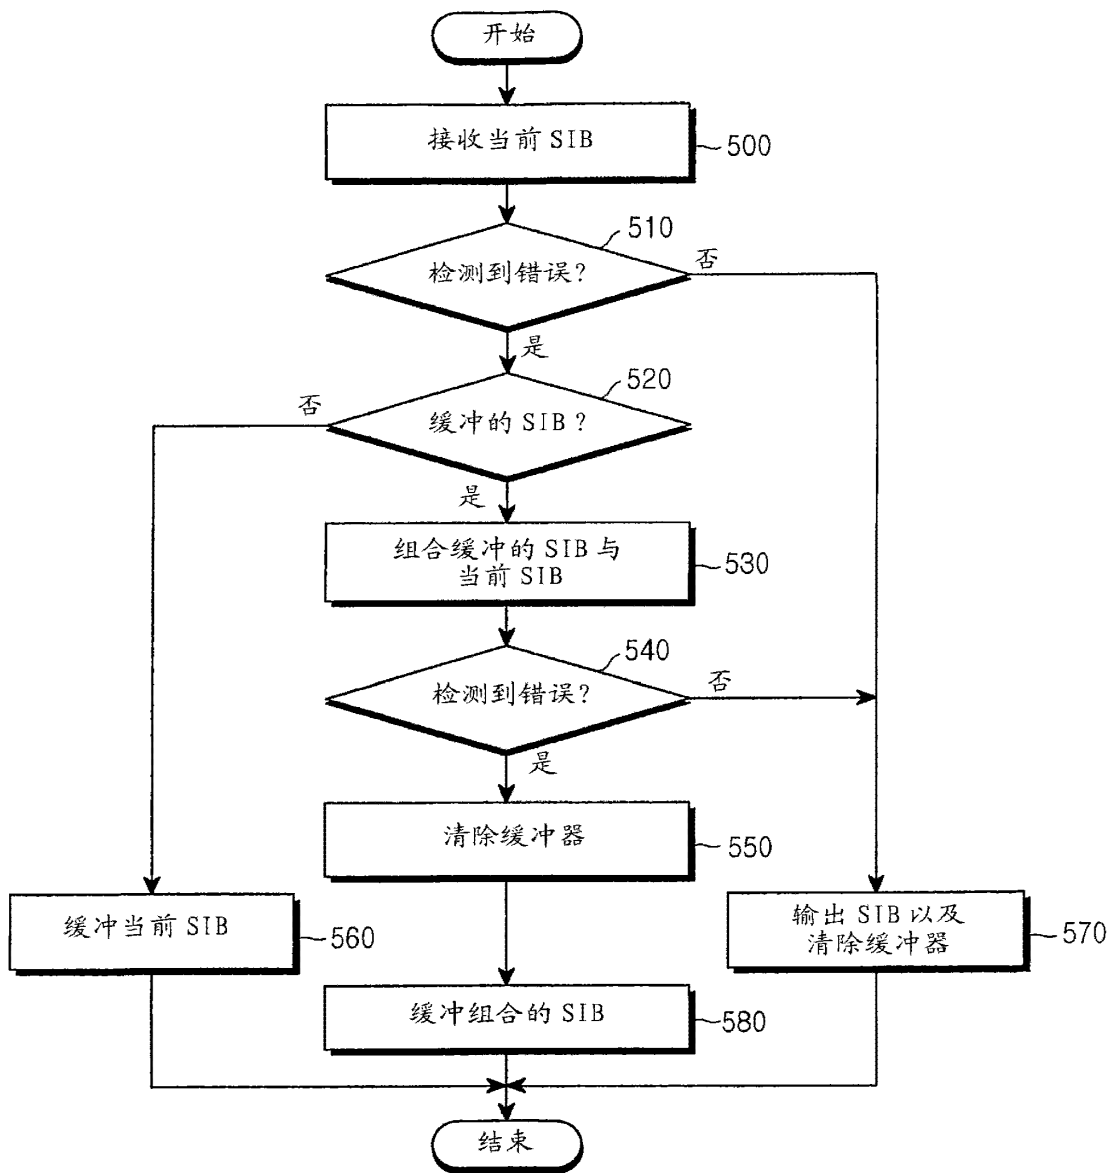 开始
接收当前 SIB
500
510
检测到错误?
否
是
520
否
缓冲的 SIB?
是
组合缓冲的 SIB 与
当前 SIB
530
540
检测到错误?
否
是
清除缓冲器
550
缓冲当前 SIB
560
输出 SIB 以及
清除缓冲器
570
缓冲组合的 SIB
580
结束